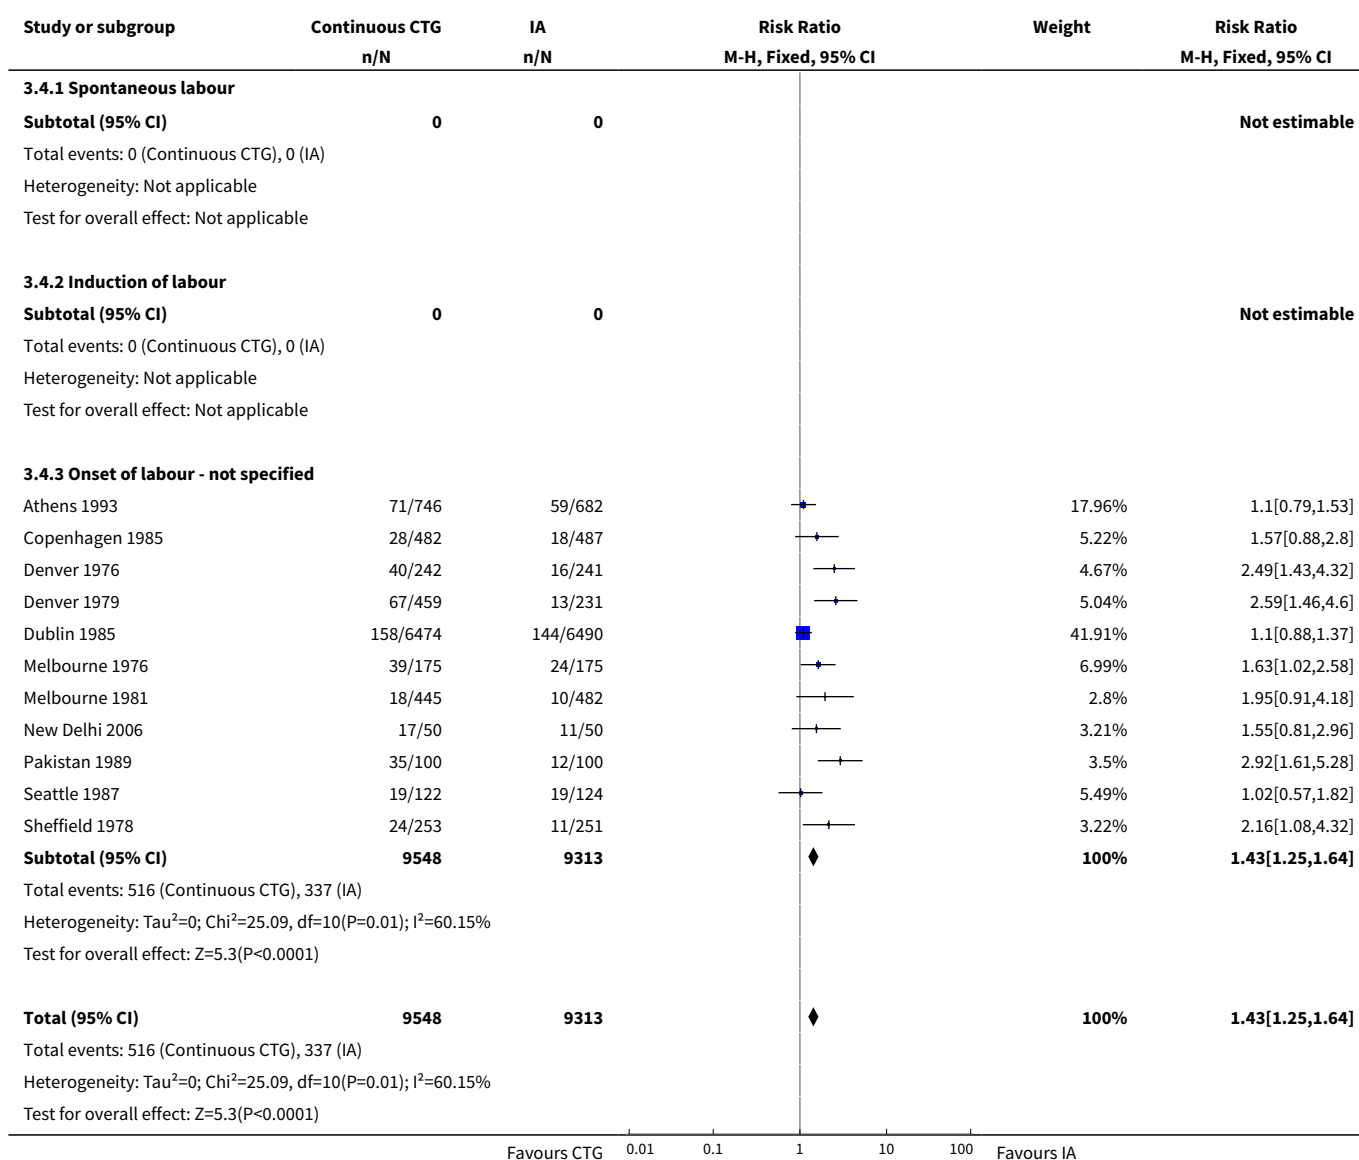 Study or subgroup Continuous CTG IA Risk Ratio Weight Risk Ratio
n/N n/N M-H, Fixed, 95% CI M-H, Fixed, 95% CI
3.4.1 Spontaneous labour
Subtotal (95% CI) 0 0 Not estimable
Total events: 0 (Continuous CTG), 0 (IA)
Heterogeneity: Not applicable
Test for overall effect: Not applicable
3.4.2 Induction of labour
Subtotal (95% CI) 0 0 Not estimable
Total events: 0 (Continuous CTG), 0 (IA)
Heterogeneity: Not applicable
Test for overall effect: Not applicable
3.4.3 Onset of labour - not specified
Athens 1993 71/746 59/682 17.96% 1.1[0.79,1.53]
Copenhagen 1985 28/482 18/487 5.22% 1.57[0.88,2.8]
Denver 1976 40/242 16/241 4.67% 2.49[1.43,4.32]
Denver 1979 67/459 13/231 5.04% 2.59[1.46,4.6]
Dublin 1985 158/6474 144/6490 41.91% 1.1[0.88,1.37]
Melbourne 1976 39/175 24/175 6.99% 1.63[1.02,2.58]
Melbourne 1981 18/445 10/482 2.8% 1.95[0.91,4.18]
New Delhi 2006 17/50 11/50 3.21% 1.55[0.81,2.96]
Pakistan 1989 35/100 12/100 3.5% 2.92[1.61,5.28]
Seattle 1987 19/122 19/124 5.49% 1.02[0.57,1.82]
Sheffield 1978 24/253 11/251 3.22% 2.16[1.08,4.32]
Subtotal (95% CI) 9548 9313 100% 1.43[1.25,1.64]
Total events: 516 (Continuous CTG), 337 (IA)
Heterogeneity: Tau²=0; Chi²=25.09, df=10(P=0.01); I²=60.15%
Test for overall effect: Z=5.3(P<0.0001)
Total (95% CI) 9548 9313 100% 1.43[1.25,1.64]
Total events: 516 (Continuous CTG), 337 (IA)
Heterogeneity: Tau²=0; Chi²=25.09, df=10(P=0.01); I²=60.15%
Test for overall effect: Z=5.3(P<0.0001)
Favours CTG 0.01 0.1 1 10 100 Favours IA